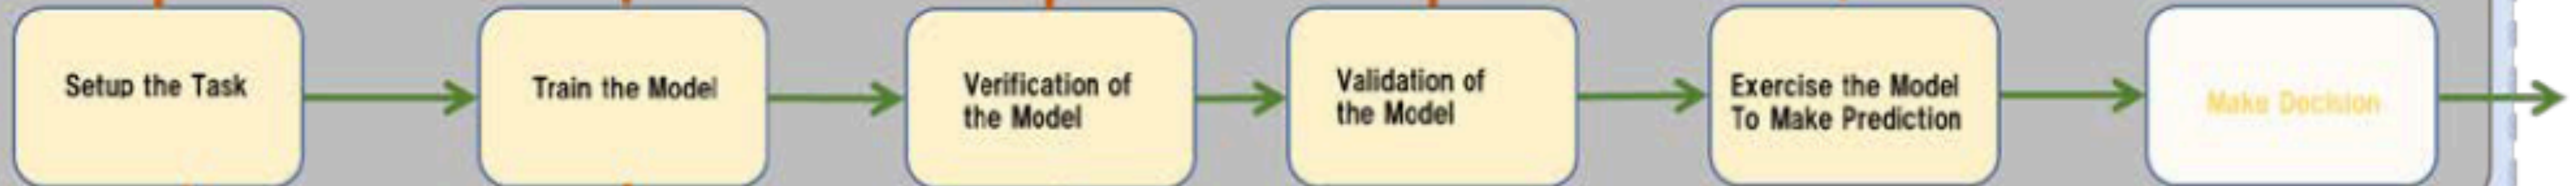 Setup the Task
Train the Model
Verification of
the Model
Validation of
the Model
Exercise the Model
To Make Prediction
Make Decision